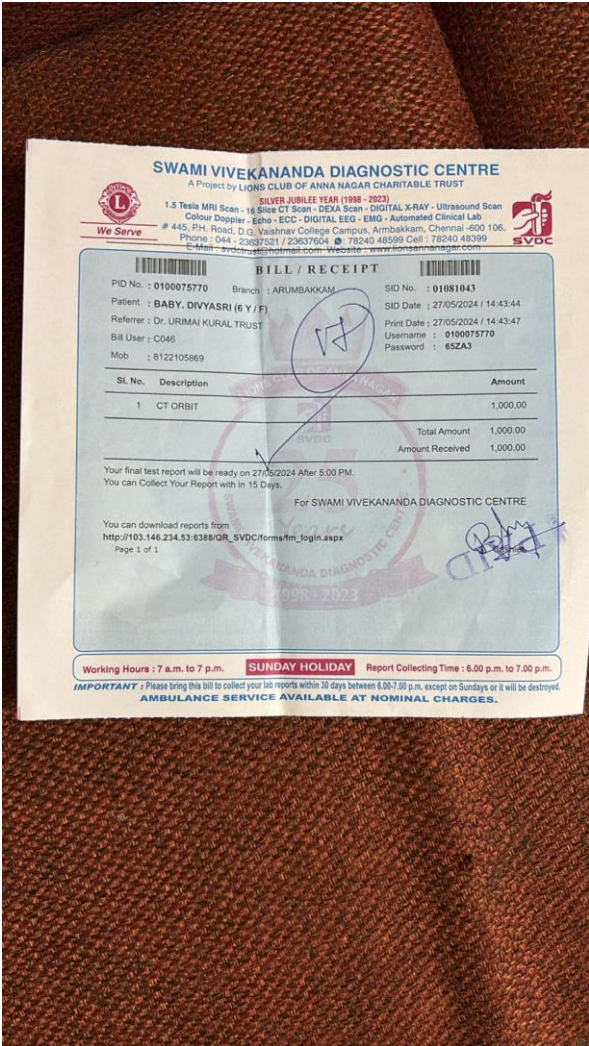 SWAMI VIVEKANANDA DIAGNOSTIC CENTRE
A Project by LIONS CLUB OF ANNA NAGAR CHARITABLE TRUST
SILVER JUBILEE YEAR (1998 - 2023)
1.5 Tesla MRI Scan - 16 Slice CT Scan - DEXA Scan - DIGITAL X-RAY - Ultrasound Scan
Colour Doppler - Echo - ECC - DIGITAL EEG - EMG - Automated Clinical Lab
# 445, P.H. Road, D.G. Vaishnav College Campus, Arumbakkam, Chennai -600 106.
Phone : 044 - 23637521 / 23637604 : 78240 48599 Cell : 78240 48399
E-Mail : svdctrust@hotmail.com Website : www.lionsannanagar.com
L
We Serve
SVDC
BILL / RECEIPT
PID No. : 0100075770 Branch : ARUMBAKKAM SID No. : 01081043
Patient : BABY. DIVYASRI (6 Y / F) SID Date : 27/05/2024 / 14:43:44
Referrer : Dr. URIMAI KURAL TRUST Print Date : 27/05/2024 / 14:43:47
Bill User : C046 Username : 0100075770
Mob : 8122105869 Password : 65ZA3
Sl. No. Description Amount
1 CT ORBIT 1,000.00
Total Amount 1,000.00
Amount Received 1,000.00
Your final test report will be ready on 27/05/2024 After 5:00 PM.
You can Collect Your Report with in 15 Days.
For SWAMI VIVEKANANDA DIAGNOSTIC CENTRE
You can download reports from
http://103.146.234.53:6388/QR_SVDC/forms/fm_login.aspx
Page 1 of 1
PAID
SVDC
Years
1998 - 2023
Working Hours : 7 a.m. to 7 p.m. SUNDAY HOLIDAY Report Collecting Time : 6.00 p.m. to 7.00 p.m.
IMPORTANT : Please bring this bill to collect your lab reports within 30 days between 6.00-7.00 p.m. except on Sundays or it will be destroyed.
AMBULANCE SERVICE AVAILABLE AT NOMINAL CHARGES.